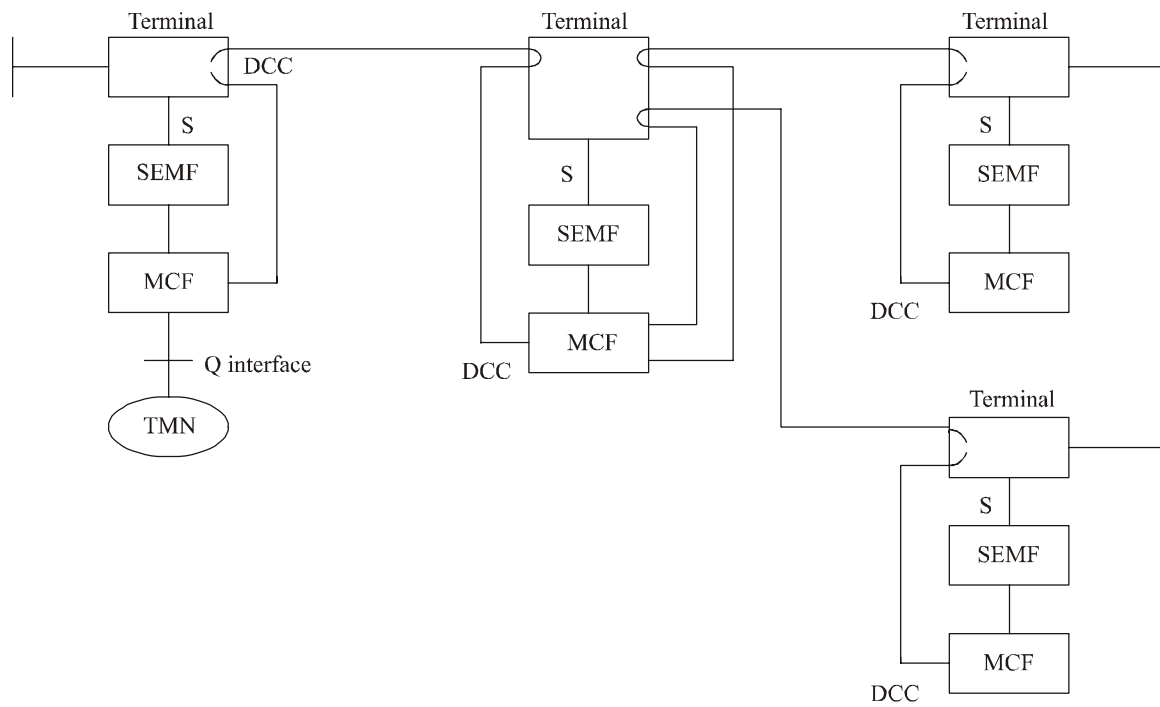 Terminal
Terminal
Terminal
DCC
S
S
SEMF
SEMF
S
SEMF
MCF
MCF
DCC
MCF
Q interface
DCC
Terminal
TMN
S
SEMF
MCF
DCC